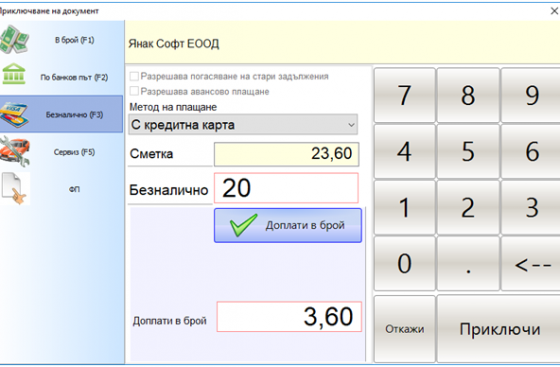 Приключване на документ
В брой (F1)
По банков път (F2)
Безналично (F3)
Сервиз (F5)
ФП
Янак Софт ЕООД
Разрешава погасяване на стари задължения
Разрешава авансово плащане
Метод на плащане
С кредитна карта
Сметка 23,60
Безналично 20
Доплати в брой
Доплати в брой 3,60
7 8 9
4 5 6
1 2 3
0 . <--
Откажи Приключи